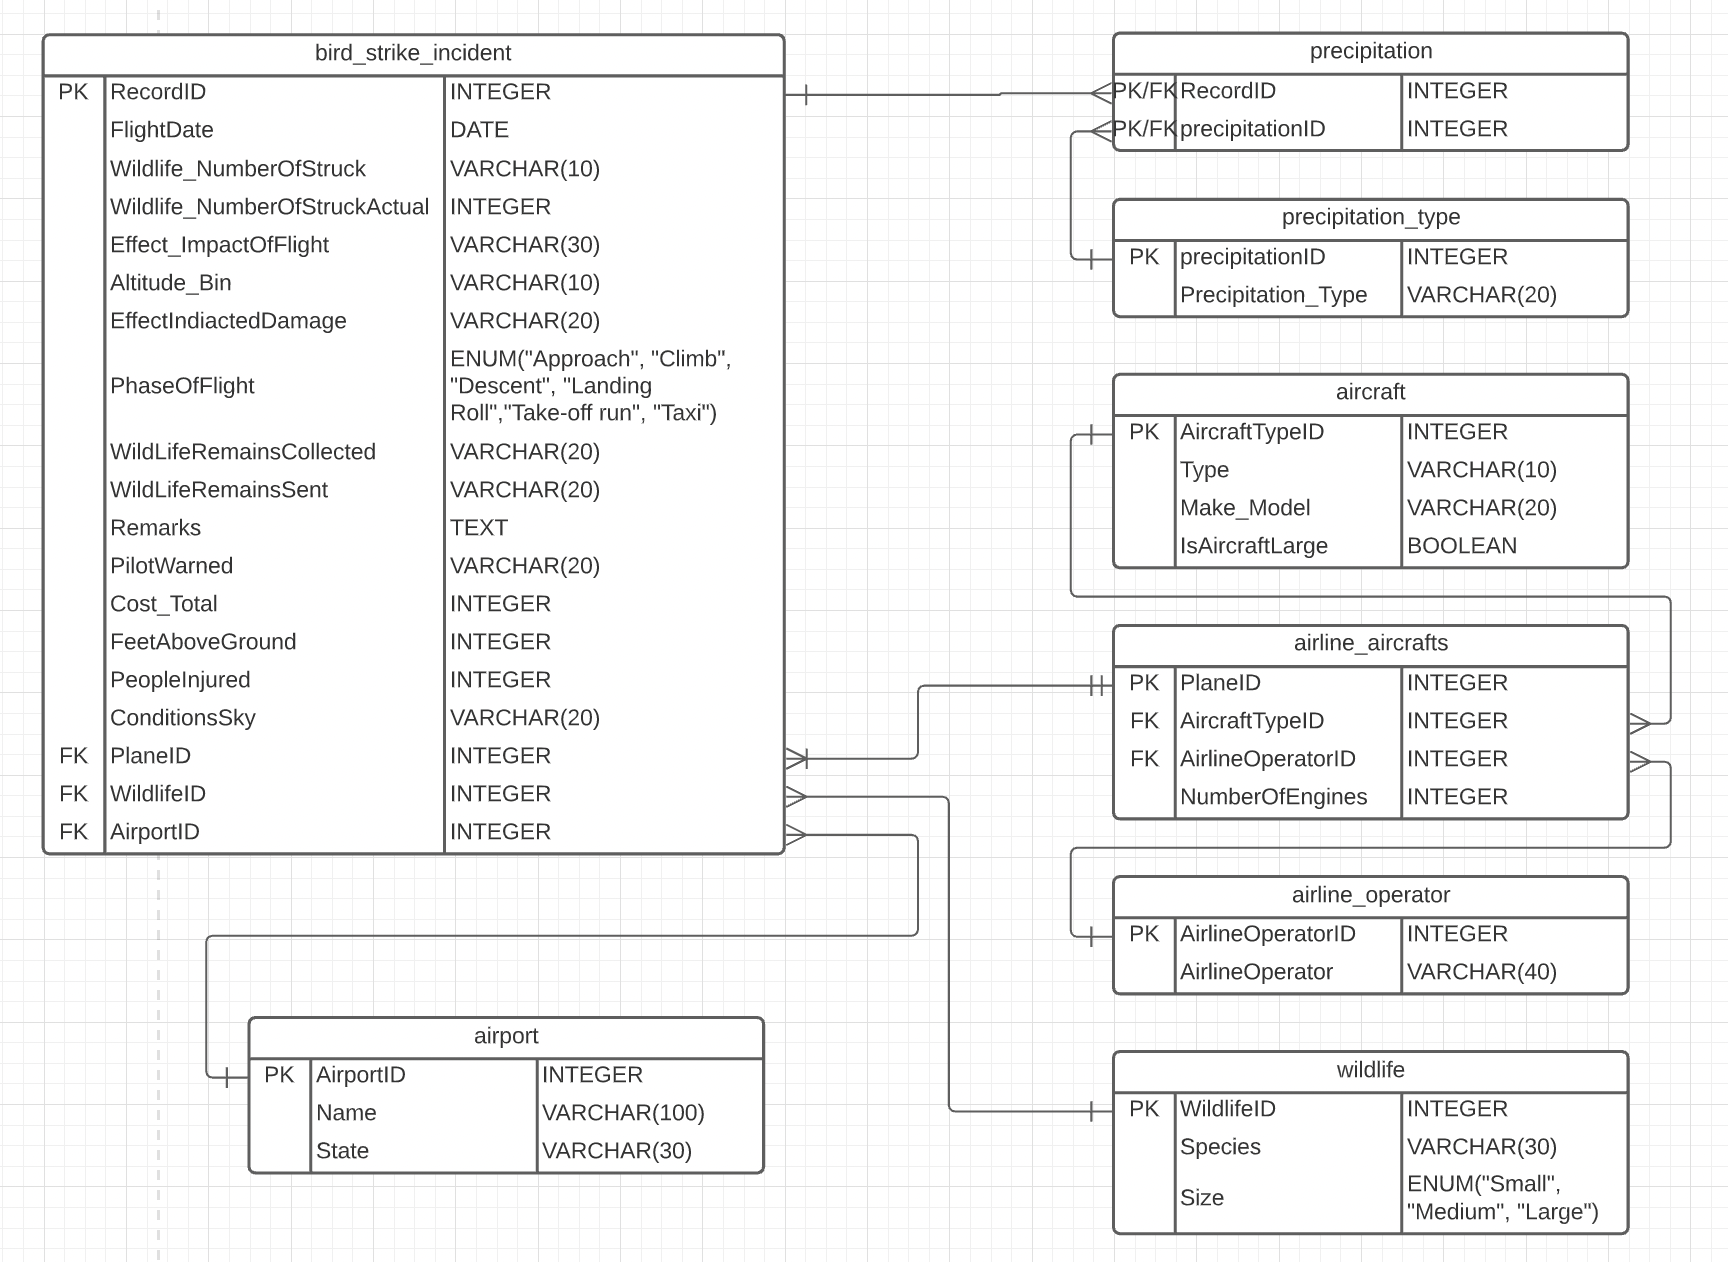 bird_strike_incident
PK RecordID INTEGER
FlightDate DATE
Wildlife_NumberOfStruck VARCHAR(10)
Wildlife_NumberOfStruckActual INTEGER
Effect_ImpactOfFlight VARCHAR(30)
Altitude_Bin VARCHAR(10)
EffectIndiactedDamage VARCHAR(20)
PhaseOfFlight ENUM("Approach", "Climb",
"Descent", "Landing
Roll","Take-off run", "Taxi")
WildLifeRemainsCollected VARCHAR(20)
WildLifeRemainsSent VARCHAR(20)
Remarks TEXT
PilotWarned VARCHAR(20)
Cost_Total INTEGER
FeetAboveGround INTEGER
PeopleInjured INTEGER
ConditionsSky VARCHAR(20)
FK PlaneID INTEGER
FK WildlifeID INTEGER
FK AirportID INTEGER
airport
PK AirportID INTEGER
Name VARCHAR(100)
State VARCHAR(30)
precipitation
PK/FK RecordID INTEGER
PK/FK precipitationID INTEGER
precipitation_type
PK precipitationID INTEGER
Precipitation_Type VARCHAR(20)
aircraft
PK AircraftTypeID INTEGER
Type VARCHAR(10)
Make_Model VARCHAR(20)
IsAircraftLarge BOOLEAN
airline_aircrafts
PK PlaneID INTEGER
FK AircraftTypeID INTEGER
FK AirlineOperatorID INTEGER
NumberOfEngines INTEGER
airline_operator
PK AirlineOperatorID INTEGER
AirlineOperator VARCHAR(40)
wildlife
PK WildlifeID INTEGER
Species VARCHAR(30)
Size ENUM("Small",
"Medium", "Large")